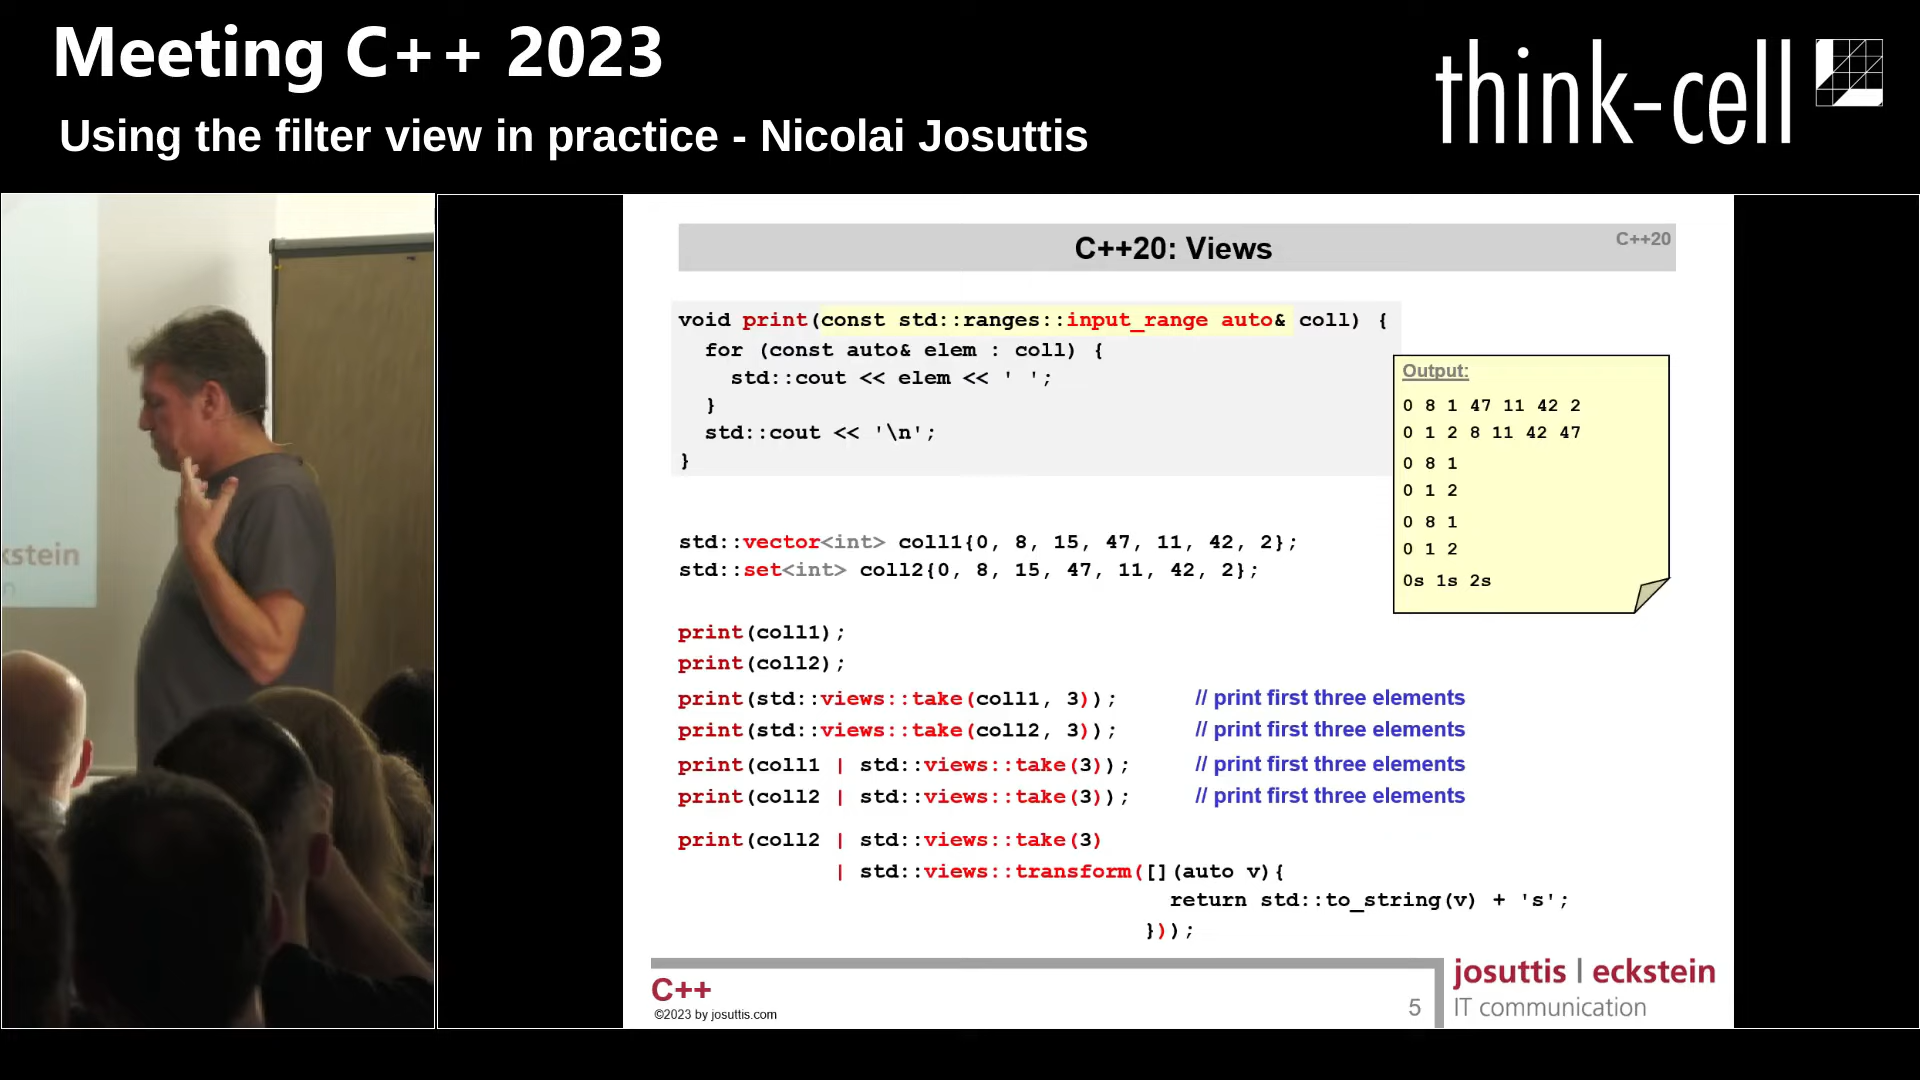 Meeting C++ 2023
Using the filter view in practice - Nicolai Josuttis
think-cell
kstein
C++20: Views
C++20
void print(const std::ranges::input_range auto& coll) {
for (const auto& elem : coll) {
std::cout << elem << ' ';
}
std::cout << '\n';
}
Output:
0 8 1 47 11 42 2
0 1 2 8 11 42 47
0 8 1
0 1 2
0 8 1
0 1 2
0s 1s 2s
std::vector<int> coll1{0, 8, 15, 47, 11, 42, 2};
std::set<int> coll2{0, 8, 15, 47, 11, 42, 2};
print(coll1);
print(coll2);
print(std::views::take(coll1, 3)); // print first three elements
print(std::views::take(coll2, 3)); // print first three elements
print(coll1 | std::views::take(3)); // print first three elements
print(coll2 | std::views::take(3)); // print first three elements
print(coll2 | std::views::take(3)
| std::views::transform([](auto v){
return std::to_string(v) + 's';
}));
C++
©2023 by josuttis.com
5
josuttis | eckstein
IT communication